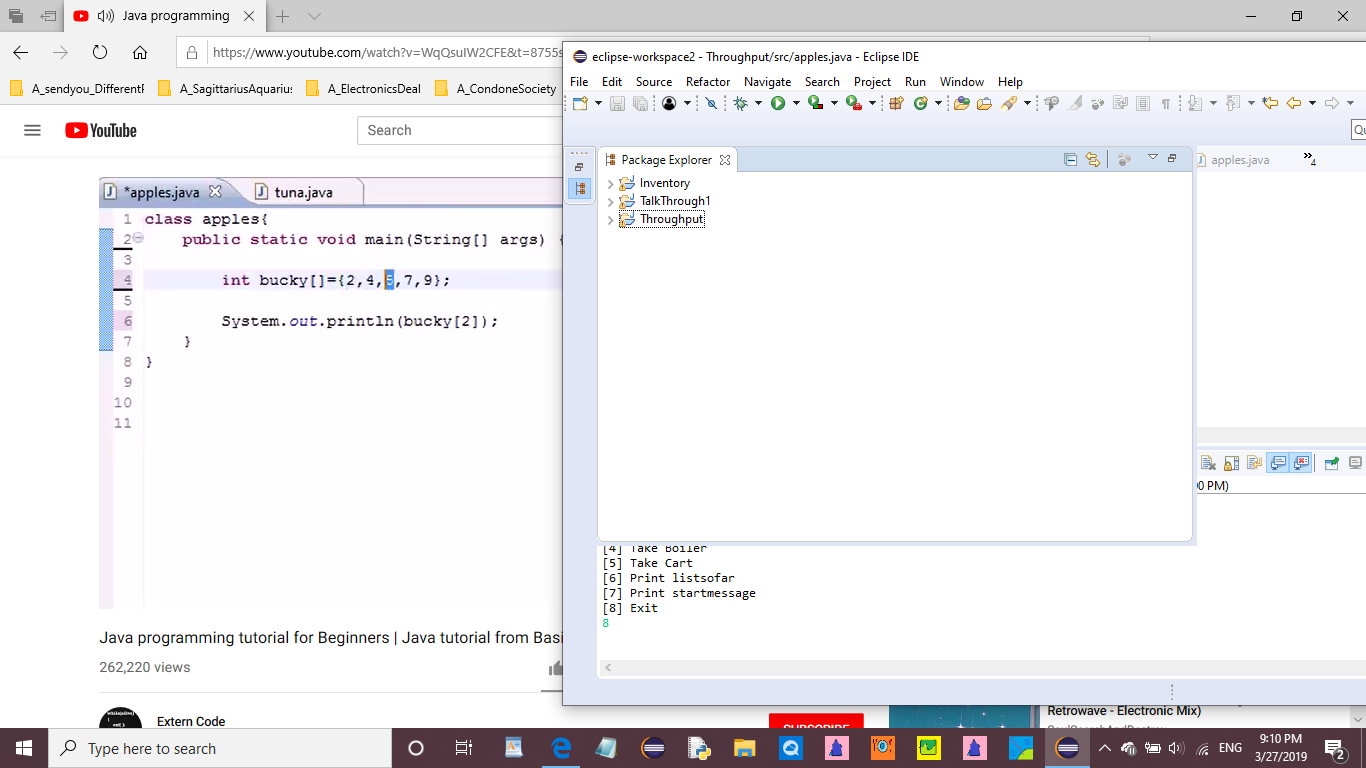 Java programming
https://www.youtube.com/watch?v=WqQsuIW2CFE&t=8755s
A_sendyou_DifferentF
A_SagittariusAquarius
A_ElectronicsDeal
A_CondoneSociety
YouTube
Search
*apples.java
tuna.java
1 class apples{
2 public static void main(String[] args) {
3
4 int bucky[]={2,4,5,7,9};
5
6 System.out.println(bucky[2]);
7 }
8 }
9
10
11
Java programming tutorial for Beginners | Java tutorial from Basi
262,220 views
Extern Code
SUBSCRIBE
eclipse-workspace2 - Throughput/src/apples.java - Eclipse IDE
File Edit Source Refactor Navigate Search Project Run Window Help
Qu
Package Explorer
apples.java
4
Inventory
TalkThrough1
Throughput
00 PM)
[4] Take Boiler
[5] Take Cart
[6] Print listsofar
[7] Print startmessage
[8] Exit
8
Retrowave - Electronic Mix)
Type here to search
ENG
9:10 PM
3/27/2019
2